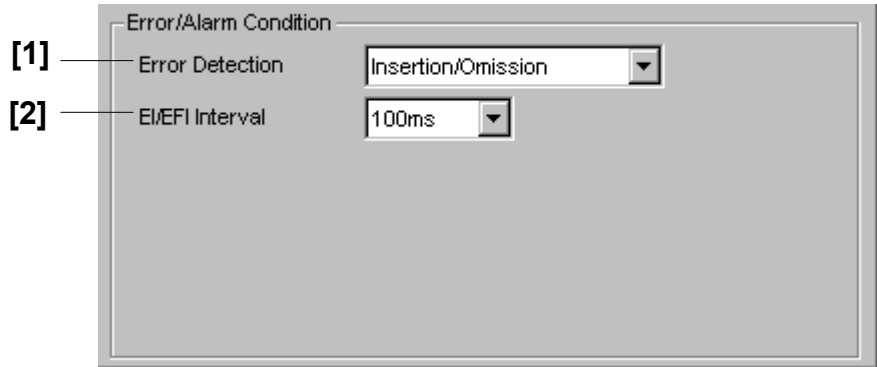 Error/Alarm Condition
[1] Error Detection Insertion/Omission
[2] EI/EFI Interval 100ms